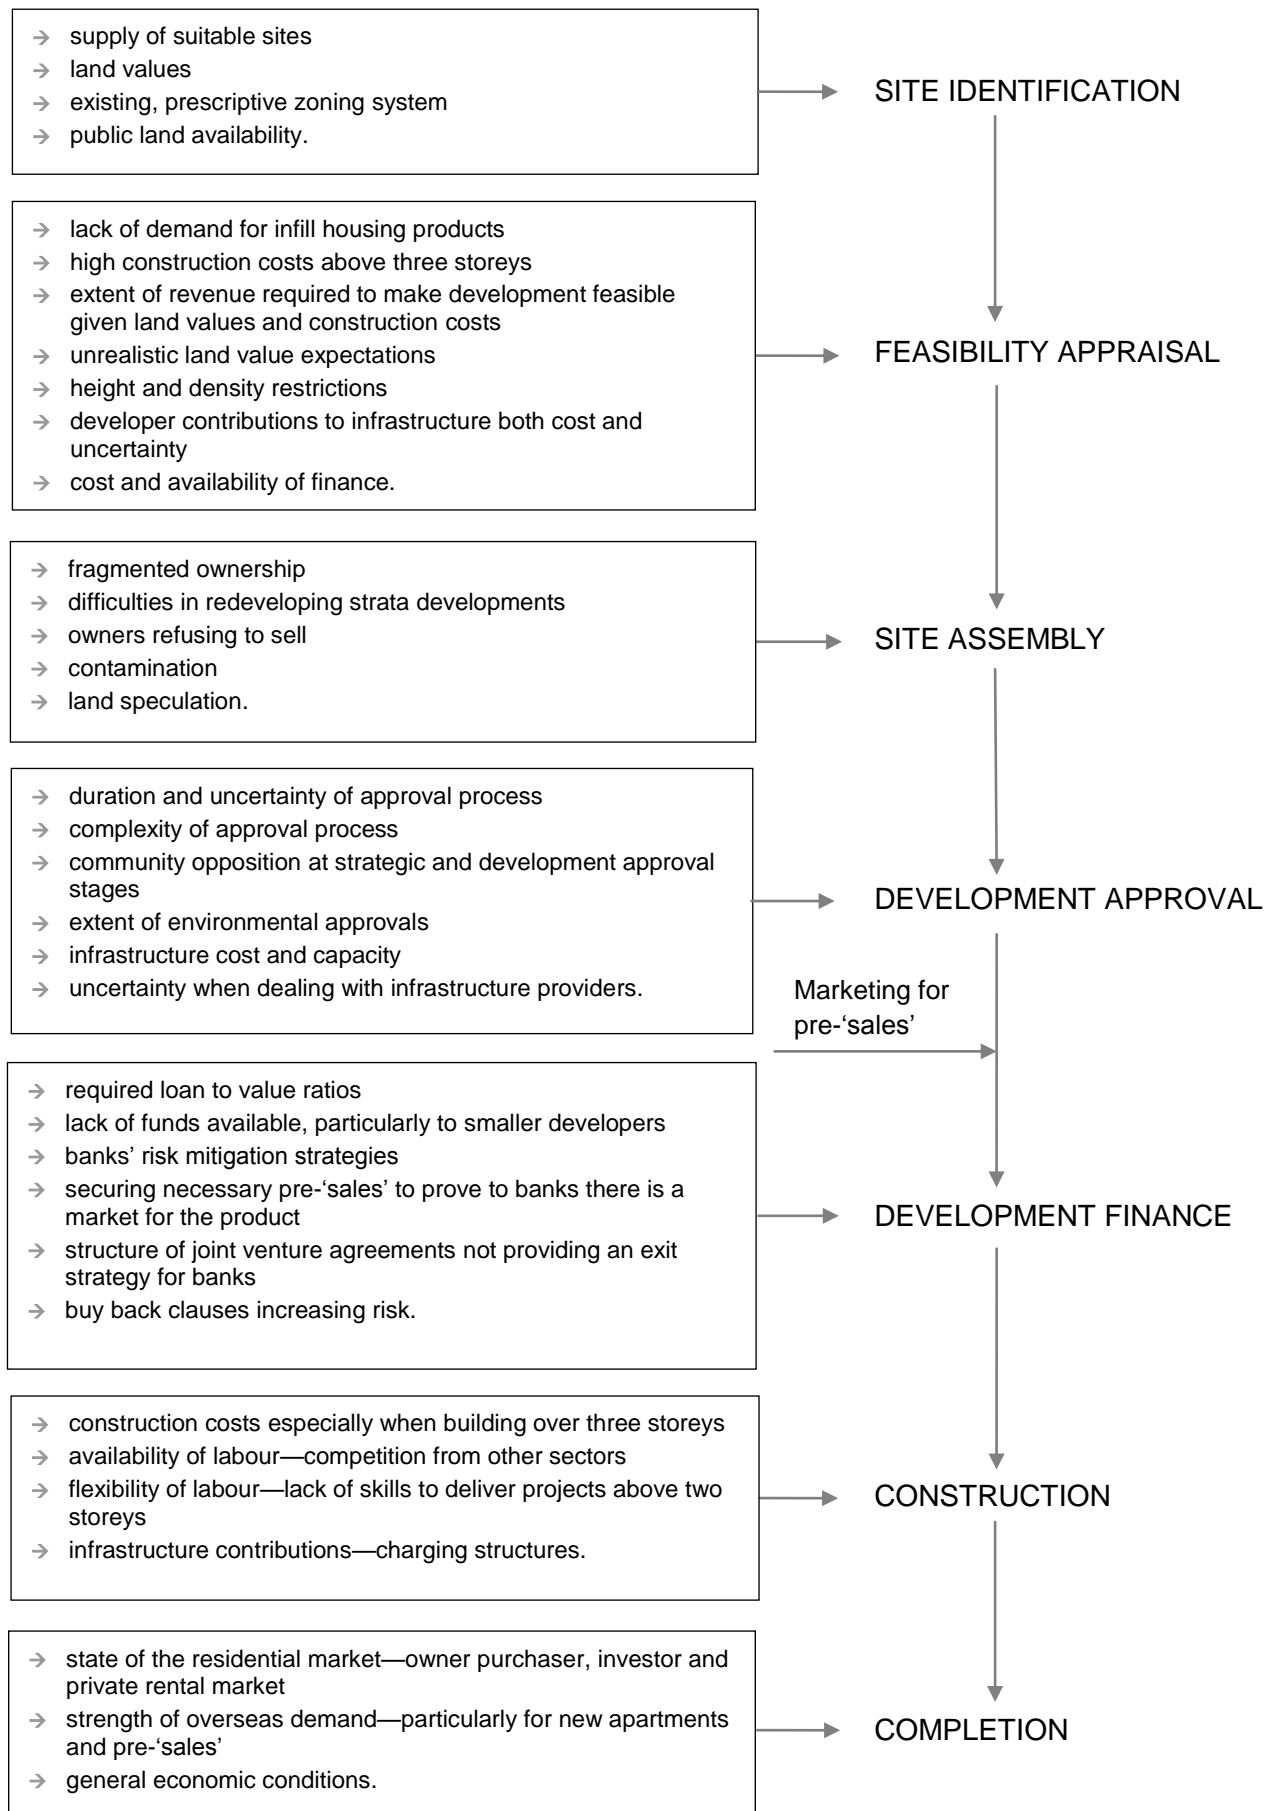 → supply of suitable sites
→ land values
→ existing, prescriptive zoning system
→ public land availability.
SITE IDENTIFICATION
→ lack of demand for infill housing products
→ high construction costs above three storeys
→ extent of revenue required to make development feasible
given land values and construction costs
→ unrealistic land value expectations
→ height and density restrictions
→ developer contributions to infrastructure both cost and
uncertainty
→ cost and availability of finance.
FEASIBILITY APPRAISAL
→ fragmented ownership
→ difficulties in redeveloping strata developments
→ owners refusing to sell
→ contamination
→ land speculation.
SITE ASSEMBLY
→ duration and uncertainty of approval process
→ complexity of approval process
→ community opposition at strategic and development approval
stages
→ extent of environmental approvals
→ infrastructure cost and capacity
→ uncertainty when dealing with infrastructure providers.
DEVELOPMENT APPROVAL
Marketing for
pre-‘sales’
→ required loan to value ratios
→ lack of funds available, particularly to smaller developers
→ banks’ risk mitigation strategies
→ securing necessary pre-‘sales’ to prove to banks there is a
market for the product
→ structure of joint venture agreements not providing an exit
strategy for banks
→ buy back clauses increasing risk.
DEVELOPMENT FINANCE
→ construction costs especially when building over three storeys
→ availability of labour—competition from other sectors
→ flexibility of labour—lack of skills to deliver projects above two
storeys
→ infrastructure contributions—charging structures.
CONSTRUCTION
→ state of the residential market—owner purchaser, investor and
private rental market
→ strength of overseas demand—particularly for new apartments
and pre-‘sales’
→ general economic conditions.
COMPLETION